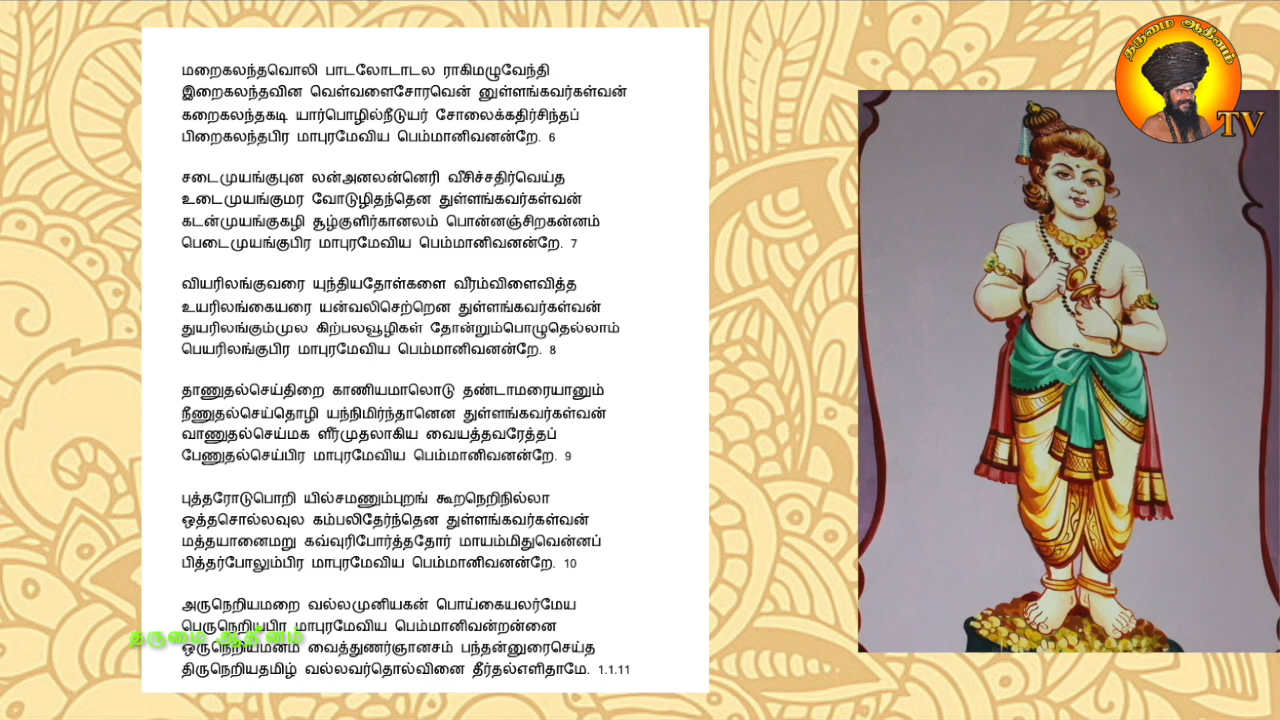 மறைகலந்தவொலி பாடலோடாடல ராகிமழுவேந்தி
இறைகலந்தவின வெள்வளைசோரவென் னுள்ளங்கவர்கள்வன்
கறைகலந்தகடி யார்பொழில்நீடுயர் சோலைக்கதிர்சிந்தப்
பிறைகலந்தபிர மாபுரமேவிய பெம்மானிவனன்றே. 6
சடைமுயங்குபுன லன்அனலன்னெரி வீசிச்சதிர்வெய்த
உடைமுயங்குமர வோடுழிதந்தென துள்ளங்கவர்கள்வன்
கடன்முயங்குகழி சூழ்குளிர்கானலம் பொன்னஞ்சிறகன்னம்
பெடைமுயங்குபிர மாபுரமேவிய பெம்மானிவனன்றே. 7
வியரிலங்குவரை யுந்தியதோள்களை வீரம்விளைவித்த
உயரிலங்கையரை யன்வலிசெற்றென துள்ளங்கவர்கள்வன்
துயரிலங்கும்முல கிற்பலவூழிகள் தோன்றும்பொழுதெல்லாம்
பெயரிலங்குபிர மாபுரமேவிய பெம்மானிவனன்றே. 8
தாணுதல்செய்திறை காணியமாலொடு தண்டாமரையானும்
நீணுதல்செய்தொழி யந்நிமிர்ந்தானென துள்ளங்கவர்கள்வன்
வாணுதல்செய்மக ளீர்முதலாகிய வையத்தவரேத்தப்
பேணுதல்செய்பிர மாபுரமேவிய பெம்மானிவனன்றே. 9
புத்தரோடுபொறி யில்சமணும்புறங் கூறநெறிநில்லா
ஒத்தசொல்லவுல கம்பலிதேர்ந்தென துள்ளங்கவர்கள்வன்
மத்தயானைமறு கவ்வுரிபோர்த்ததோர் மாயம்மிதுவென்னப்
பித்தர்போலும்பிர மாபுரமேவிய பெம்மானிவனன்றே. 10
அருநெறியமறை வல்லமுனியகன் பொய்கையலர்மேய
பெருநெறியபிர மாபுரமேவிய பெம்மானிவன்றன்னை
ஒருநெறியமனம் வைத்துணர்ஞானசம் பந்தன்னுரைசெய்த
திருநெறியதமிழ் வல்லவர்தொல்வினை தீர்தல்எளிதாமே. 1.1.11
தருமை ஆதீனம்
தருமை ஆதீனம்
TV